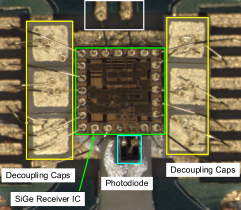 Decoupling Caps
Decoupling Caps
Photodiode
SiGe Receiver IC